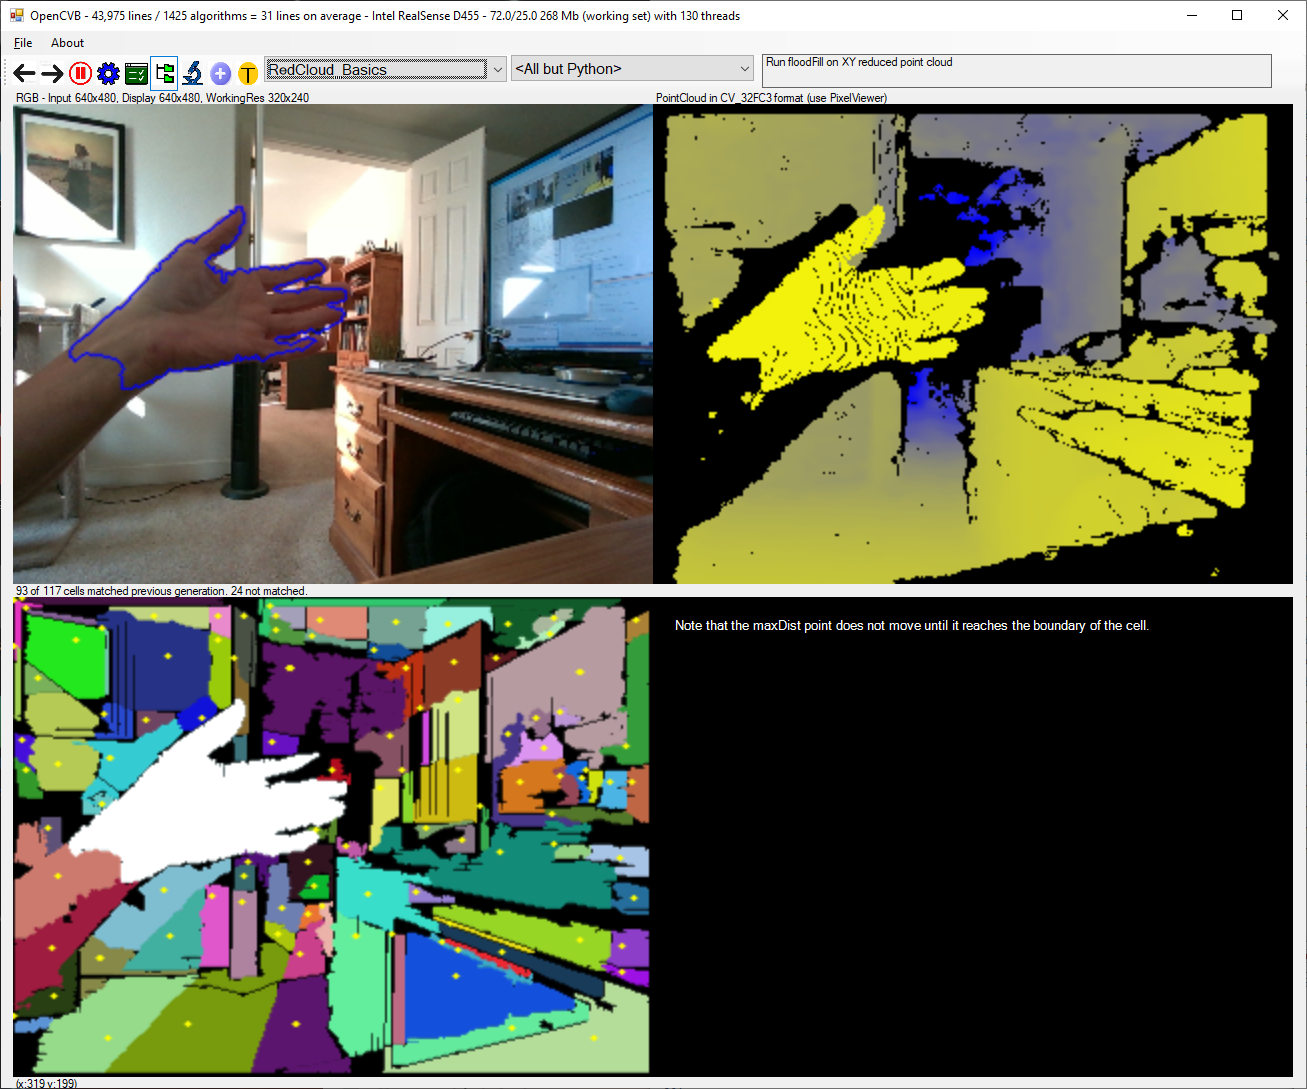 OpenCVB - 43,975 lines / 1425 algorithms = 31 lines on average - Intel RealSense D455 - 72.0/25.0 268 Mb (working set) with 130 threads
File About
T RedCloud_Basics <All but Python> Run floodFill on XY reduced point cloud
RGB - Input 640x480, Display 640x480, WorkingRes 320x240
PointCloud in CV_32FC3 format (use PixelViewer)
93 of 117 cells matched previous generation. 24 not matched.
Note that the maxDist point does not move until it reaches the boundary of the cell.
(x:319 y:199)